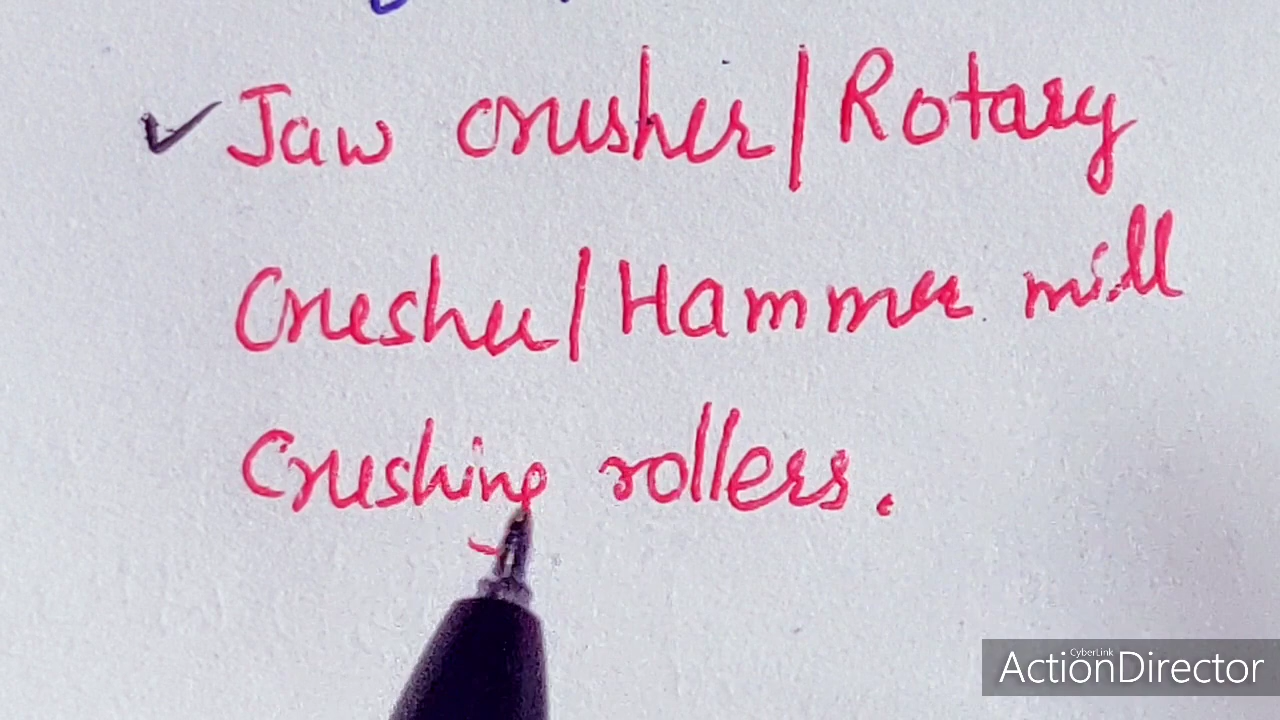 ✓ Jaw crusher/Rotary
Crusher/Hammer mill
Crushing rollers.
CyberLink
ActionDirector